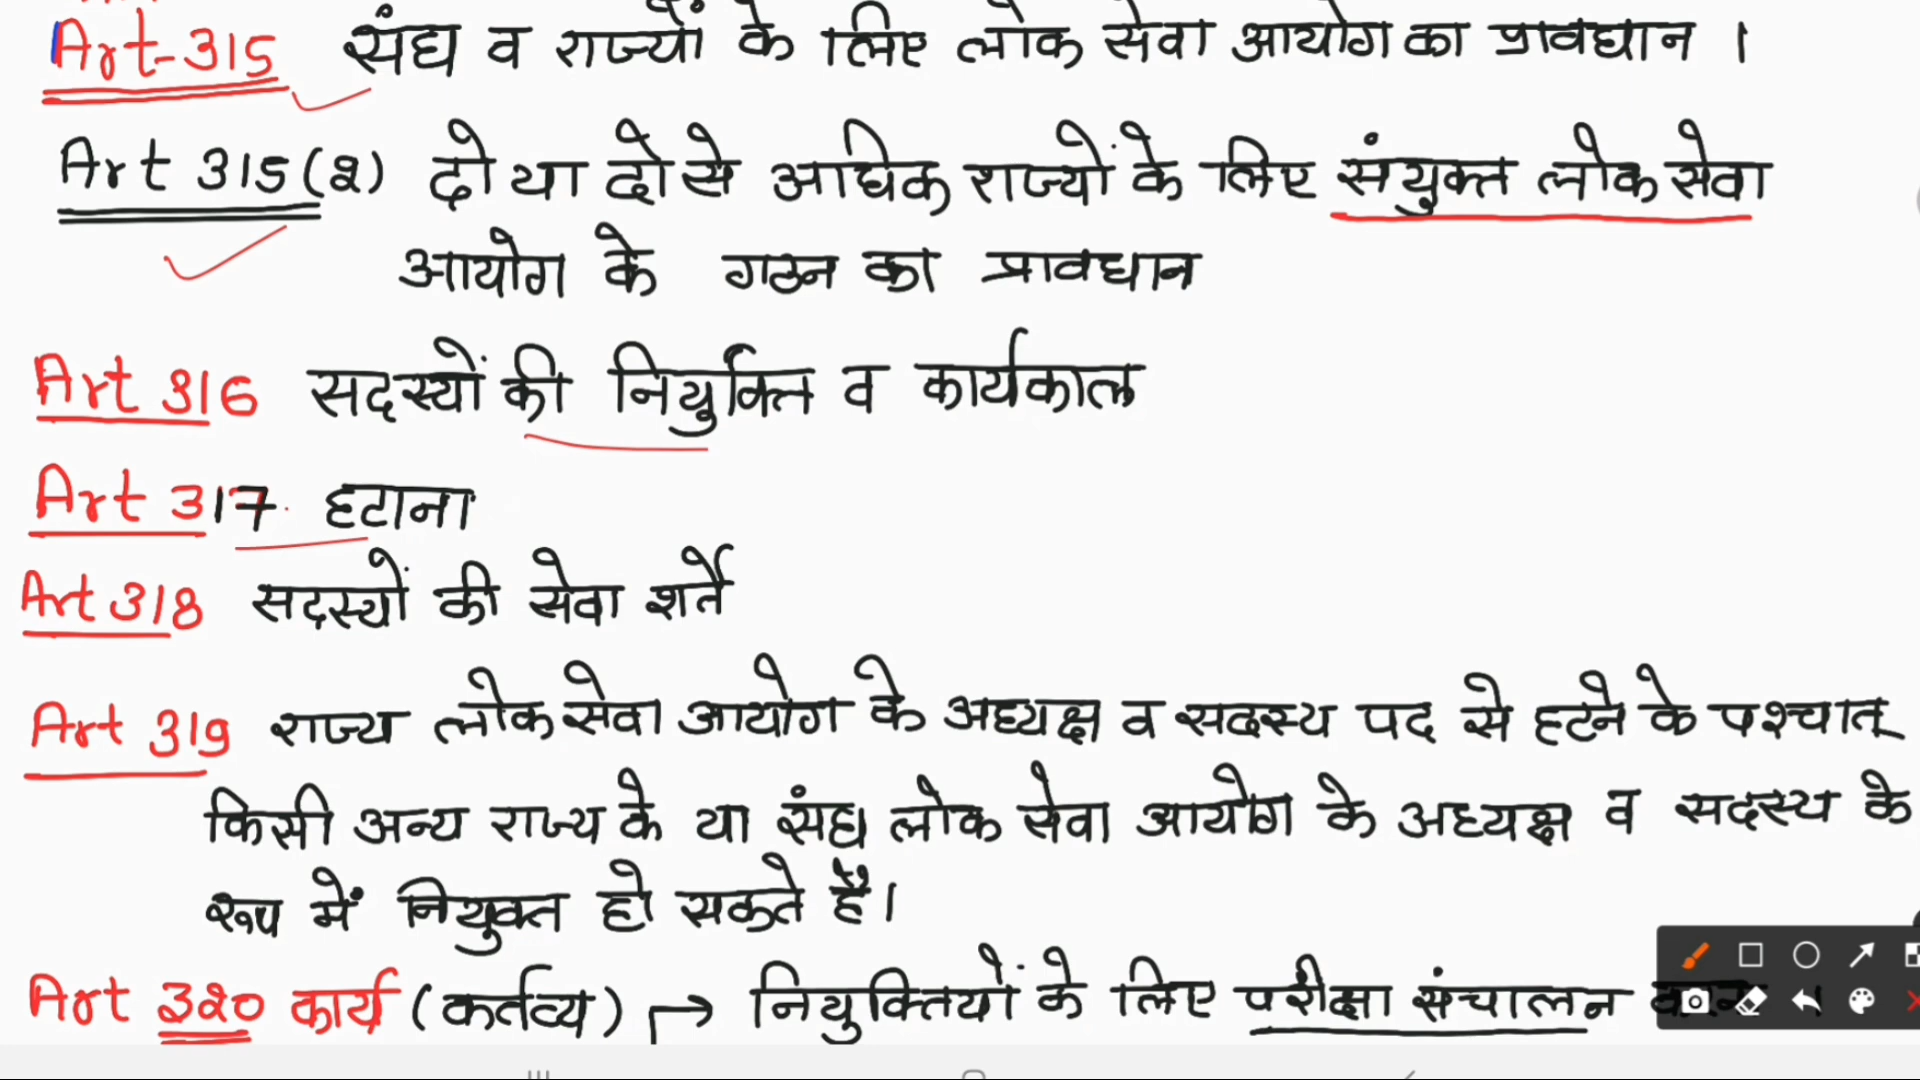 Art-315 संघ व राज्यों के लिए लोक सेवा आयोग का प्रावधान ।
Art 315(2) दो या दो से अधिक राज्यों के लिए संयुक्त लोक सेवा
आयोग के गठन का प्रावधान
Art 316 सदस्यों की नियुक्ति व कार्यकाल
Art 317 हटाना
Art 318 सदस्यों की सेवा शर्तें
Art 319 राज्य लोक सेवा आयोग के अध्यक्ष व सदस्य पद से हटने के पश्चात्
किसी अन्य राज्य के या संघ लोक सेवा आयोग के अध्यक्ष व सदस्य के
रूप में नियुक्त हो सकते हैं।
Art 320 कार्य (कर्तव्य) → नियुक्तियों के लिए परीक्षा संचालन